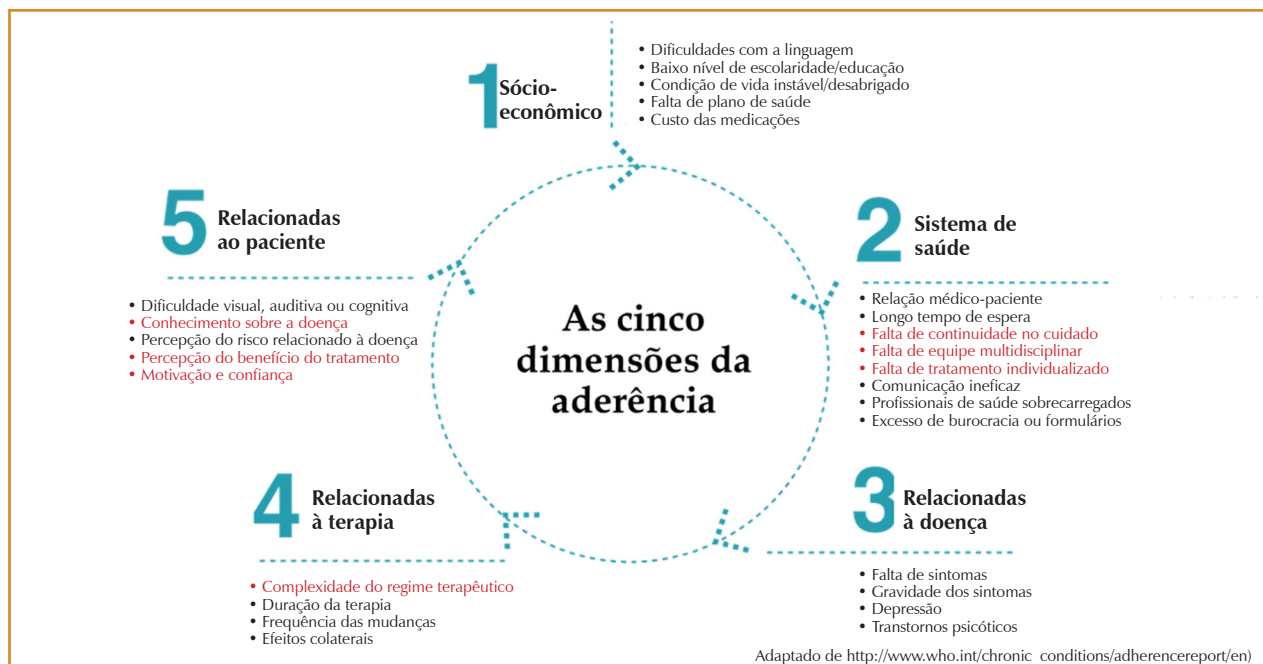 1
Sócio-
econômico
• Dificuldades com a linguagem
• Baixo nível de escolaridade/educação
• Condição de vida instável/desabrigado
• Falta de plano de saúde
• Custo das medicações
2
Sistema de
saúde
• Relação médico-paciente
• Longo tempo de espera
• Falta de continuidade no cuidado
• Falta de equipe multidisciplinar
• Falta de tratamento individualizado
• Comunicação ineficaz
• Profissionais de saúde sobrecarregados
• Excesso de burocracia ou formulários
3
Relacionadas
à doença
• Falta de sintomas
• Gravidade dos sintomas
• Depressão
• Transtornos psicóticos
4
Relacionadas
à terapia
• Complexidade do regime terapêutico
• Duração da terapia
• Frequência das mudanças
• Efeitos colaterais
5
Relacionadas
ao paciente
• Dificuldade visual, auditiva ou cognitiva
• Conhecimento sobre a doença
• Percepção do risco relacionado à doença
• Percepção do benefício do tratamento
• Motivação e confiança
As cinco
dimensões da
aderência
Adaptado de http://www.who.int/chronic_conditions/adherencereport/en)